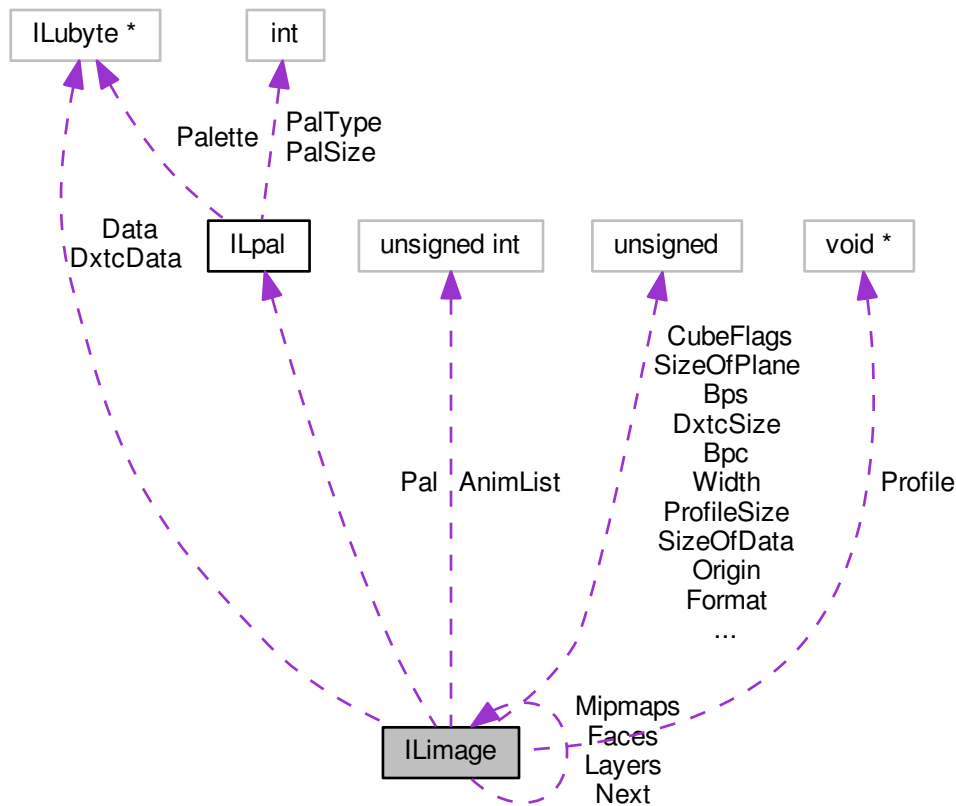 ILubyte *
int
Palette
PalType
PalSize
Data
DxtcData
ILpal
unsigned int
unsigned
void *
CubeFlags
SizeOfPlane
Bps
DxtcSize
Bpc
Width
ProfileSize
SizeOfData
Origin
Format
...
Pal
AnimList
Profile
ILimage
Mipmaps
Faces
Layers
Next